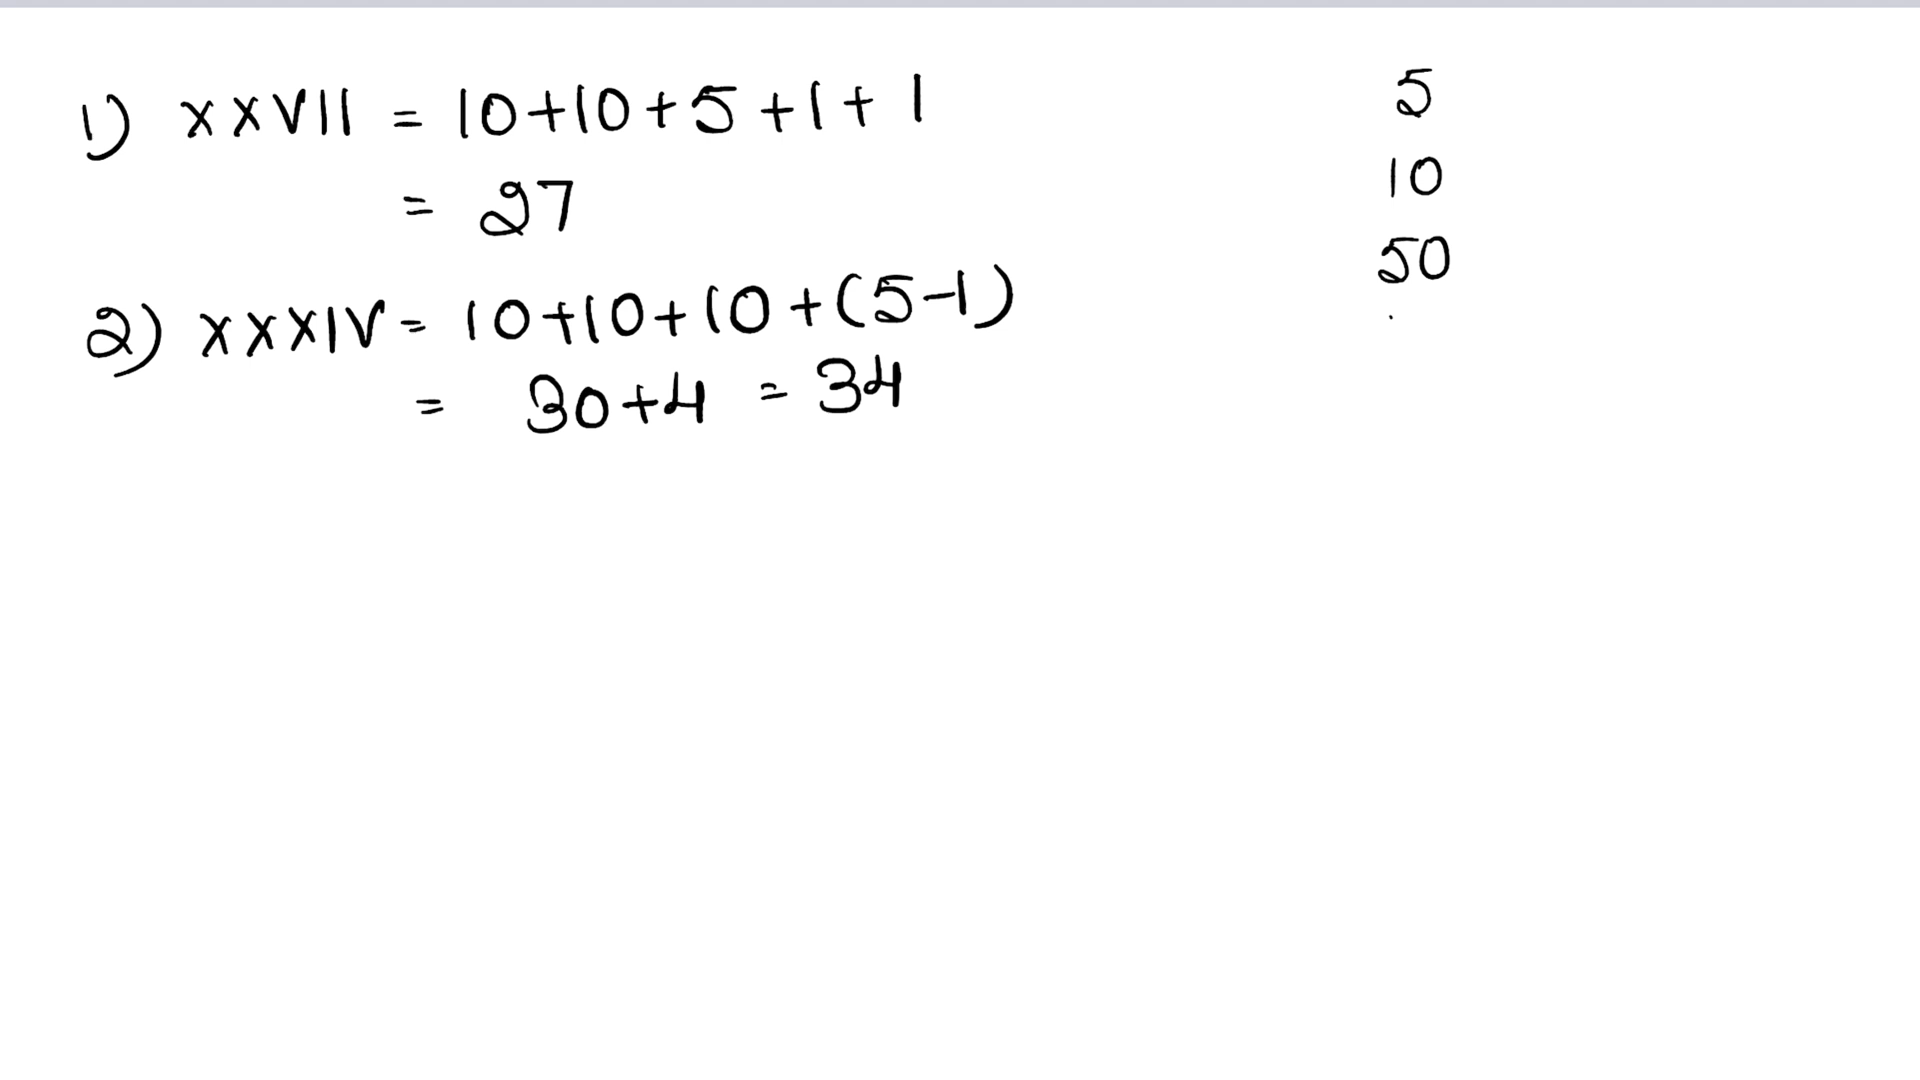 1) XXVII = 10+10+5+1+1
= 27
2) XXXIV = 10+10+10+(5-1)
= 30+4 = 34
5
10
50